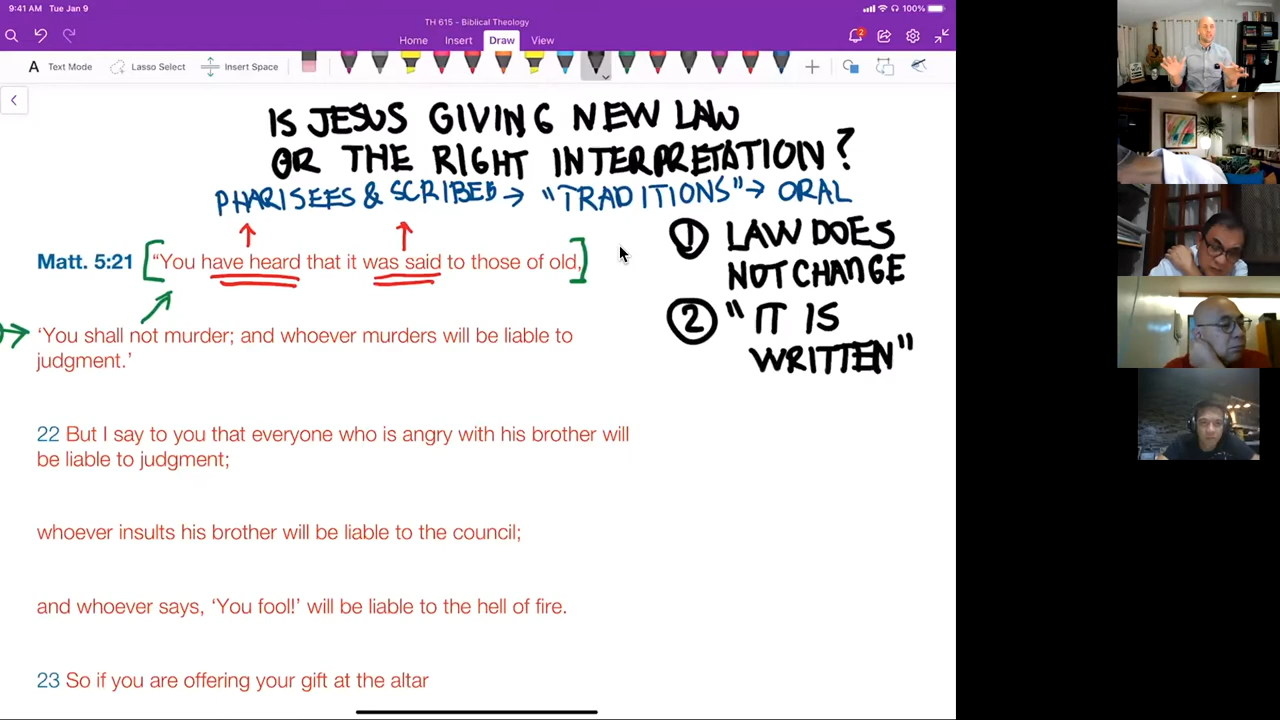 9:41 AM Tue Jan 9
100%
TH 615 - Biblical Theology
Home Insert Draw View
2
A Text Mode Lasso Select Insert Space
IS JESUS GIVING NEW LAW
OR THE RIGHT INTERPRETATION?
PHARISEES & SCRIBES → "TRADITIONS" → ORAL
Matt. 5:21 ["You have heard that it was said to those of old,]
① LAW DOES
NOT CHANGE
② "IT IS
WRITTEN"
'You shall not murder; and whoever murders will be liable to
judgment.'
22 But I say to you that everyone who is angry with his brother will
be liable to judgment;
whoever insults his brother will be liable to the council;
and whoever says, 'You fool!' will be liable to the hell of fire.
23 So if you are offering your gift at the altar